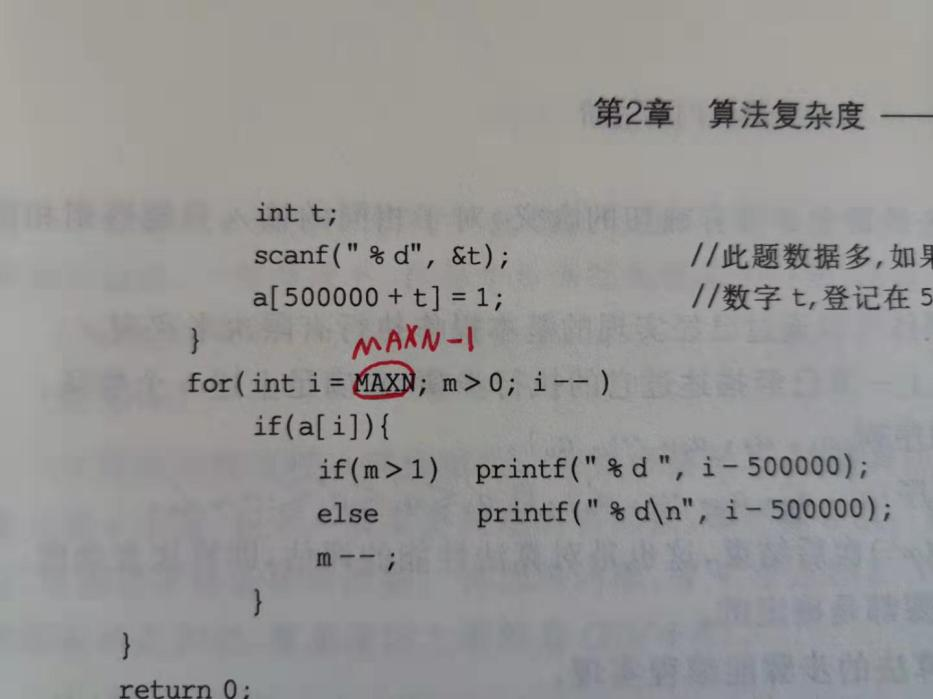 第2章 算法复杂度
int t;
scanf("%d", &t); //此题数据多,如果
a[500000 + t] = 1; //数字 t,登记在 5
}
MAXN-1
for(int i = MAXN; m > 0; i--)
if(a[i]){
if(m > 1) printf("%d ", i - 500000);
else printf("%d\n", i - 500000);
m--;
}
}
return 0;